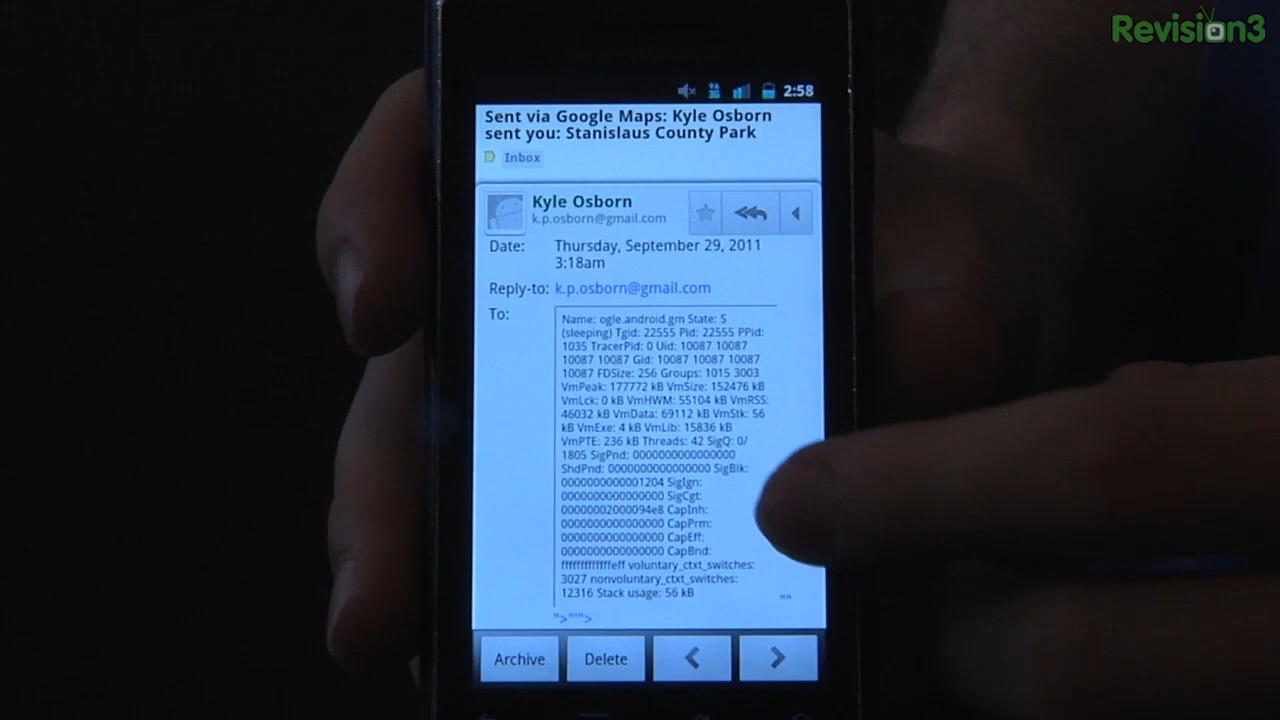 Revision3
2:58
Sent via Google Maps: Kyle Osborn
sent you: Stanislaus County Park
Inbox
Kyle Osborn
k.p.osborn@gmail.com
Date: Thursday, September 29, 2011
3:18am
Reply-to: k.p.osborn@gmail.com
To:
Name: ogle.android.gm State: S
(sleeping) Tgid: 22555 Pid: 22555 PPid:
1035 TracerPid: 0 Uid: 10087 10087
10087 10087 Gid: 10087 10087 10087
10087 FDSize: 256 Groups: 1015 3003
VmPeak: 177772 kB VmSize: 152476 kB
VmLck: 0 kB VmHWM: 55104 kB VmRSS:
46032 kB VmData: 69112 kB VmStk: 56
kB VmExe: 4 kB VmLib: 15836 kB
VmPTE: 236 kB Threads: 42 SigQ: 0/
1805 SigPnd: 0000000000000000
ShdPnd: 0000000000000000 SigBlk:
0000000000001204 SigIgn:
0000000000000000 SigCgt:
00000002000094e8 CapInh:
0000000000000000 CapPrm:
0000000000000000 CapEff:
0000000000000000 CapBnd:
fffffffffffffeff voluntary_ctxt_switches:
3027 nonvoluntary_ctxt_switches:
12316 Stack usage: 56 kB
""
">"'">
Archive
Delete